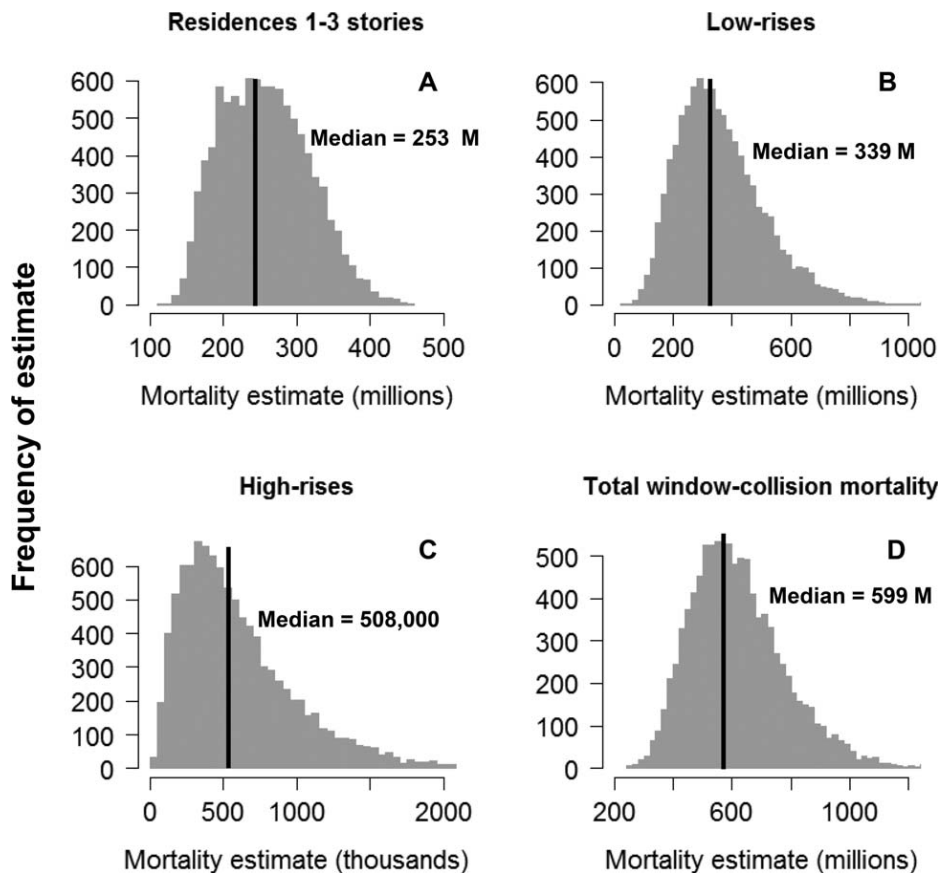 Frequency of estimate
Residences 1-3 stories
A
Median = 253 M
600
500
400
300
200
100
0
100 200 300 400 500
Mortality estimate (millions)
Low-rises
B
Median = 339 M
600
500
400
300
200
100
0
0 200 600 1000
Mortality estimate (millions)
High-rises
C
Median = 508,000
600
500
400
300
200
100
0
0 500 1000 2000
Mortality estimate (thousands)
Total window-collision mortality
D
Median = 599 M
500
400
300
200
100
0
200 600 1000
Mortality estimate (millions)